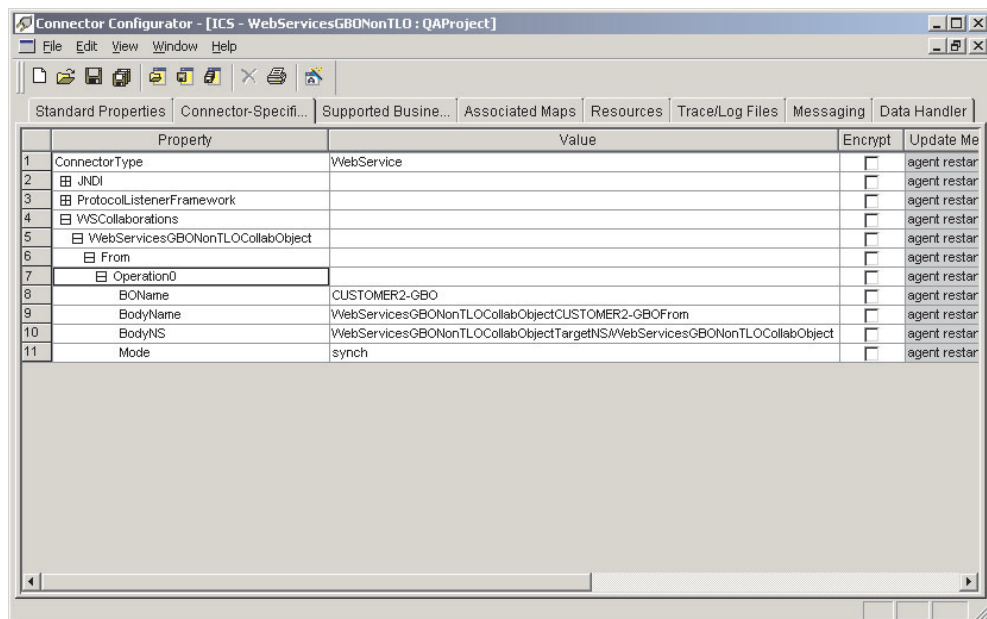 Connector Configurator - [ICS - WebServicesGBONonTLO : QAProject]
File Edit View Window Help
Standard Properties Connector-Specifi... Supported Busine... Associated Maps Resources Trace/Log Files Messaging Data Handler
Property Value Encrypt Update Me
1 ConnectorType WebService agent restar
2 JNDI agent restar
3 ProtocolListenerFramework agent restar
4 WSCollaborations agent restar
5 WebServicesGBONonTLOCollabObject agent restar
6 From agent restar
7 Operation0 agent restar
8 BOName CUSTOMER2-GBO agent restar
9 BodyName WebServicesGBONonTLOCollabObjectCUSTOMER2-GBOFrom agent restar
10 BodyNS WebServicesGBONonTLOCollabObjectTargetNS/WebServicesGBONonTLOCollabObject agent restar
11 Mode synch agent restar